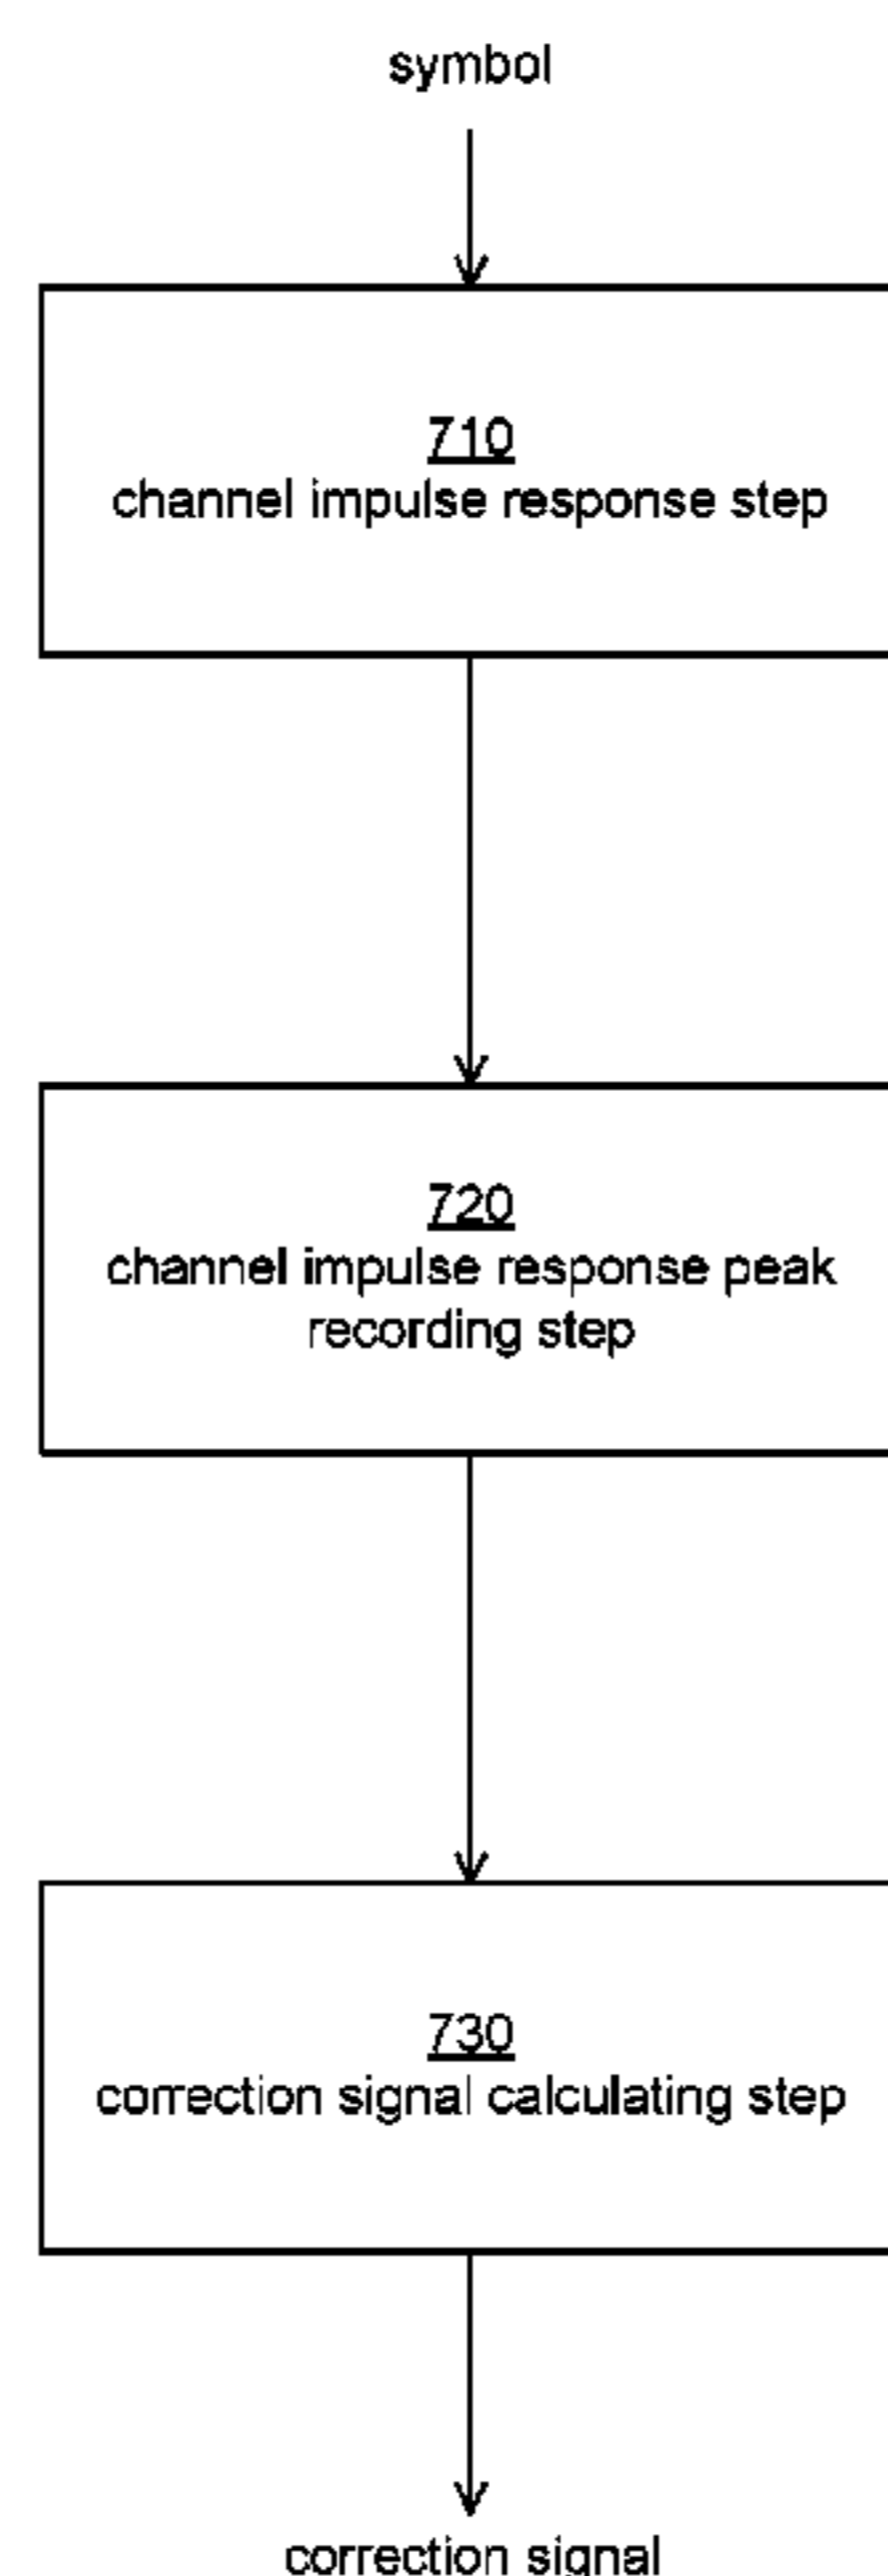 symbol
710
channel impulse response step
720
channel impulse response peak
recording step
730
correction signal calculating step
correction signal